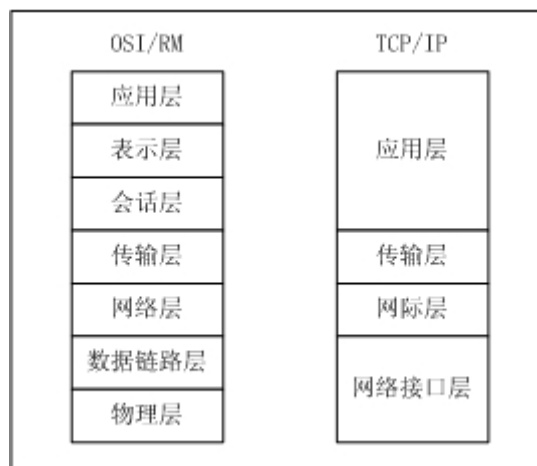 OSI/RM
TCP/IP
应用层
表示层
会话层
传输层
网络层
数据链路层
物理层
应用层
传输层
网际层
网络接口层